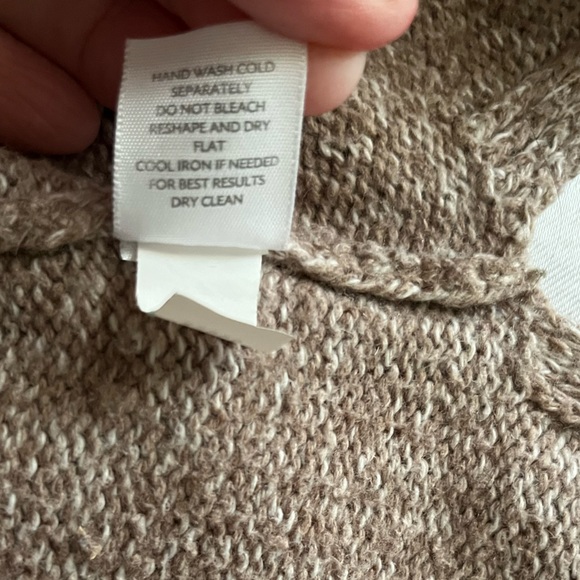 HAND WASH COLD
SEPARATELY
DO NOT BLEACH
RESHAPE AND DRY
FLAT
COOL IRON IF NEEDED
FOR BEST RESULTS
DRY CLEAN